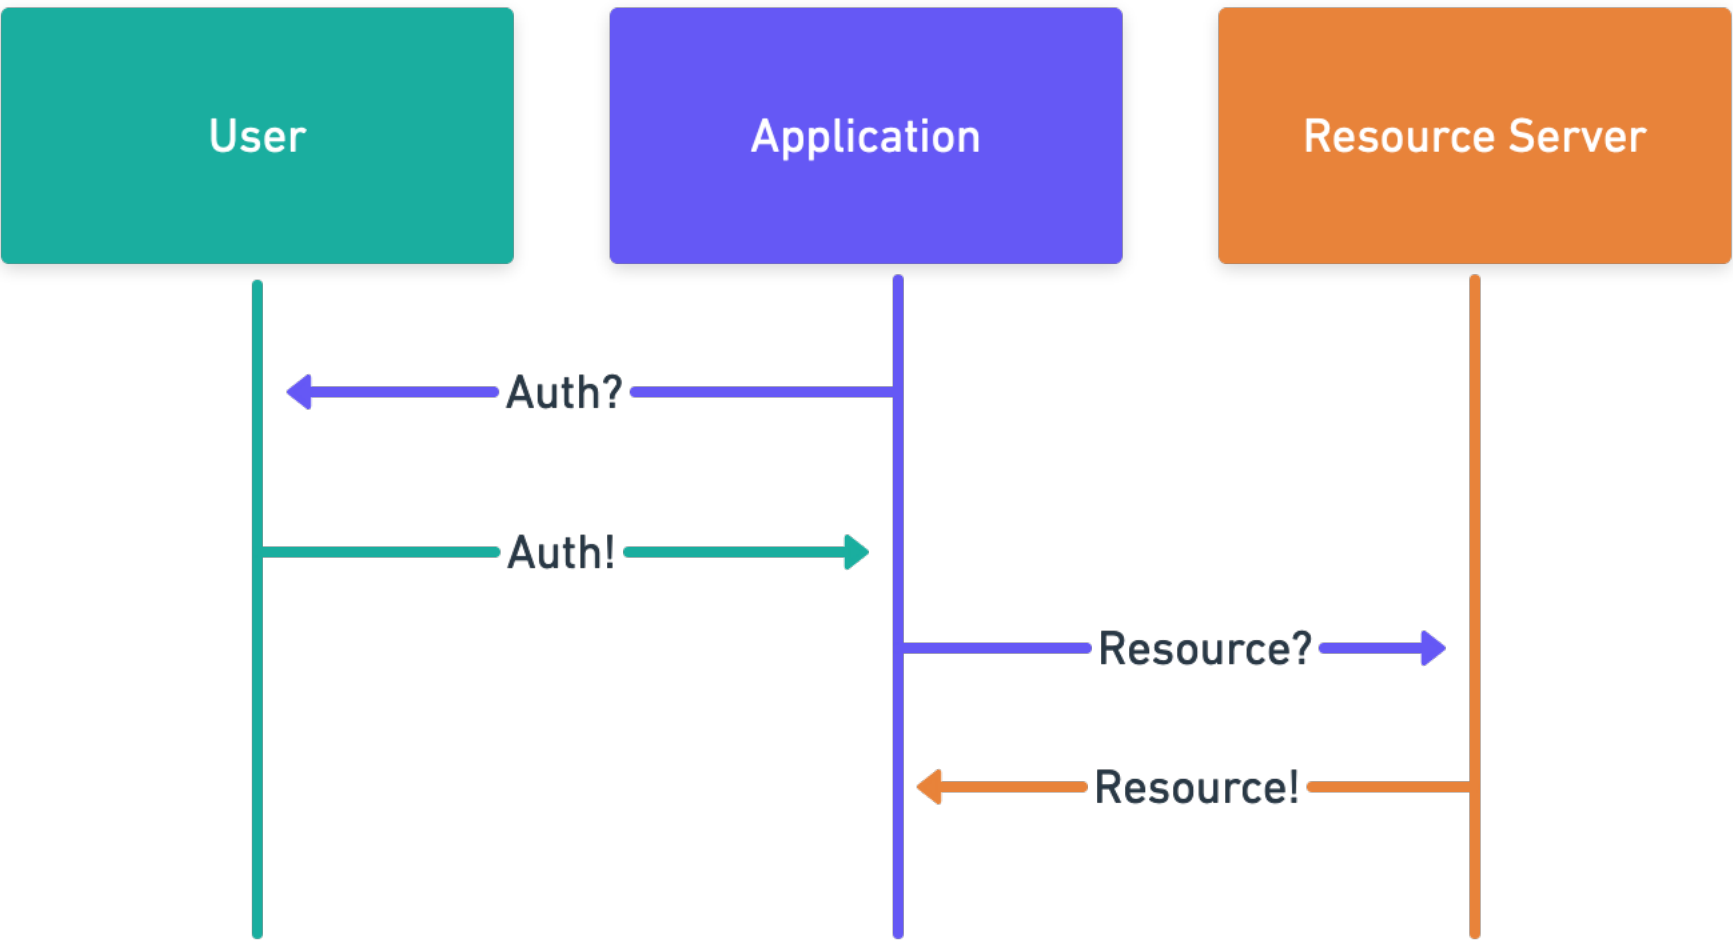 User
Application
Resource Server
Auth?
Auth!
Resource?
Resource!